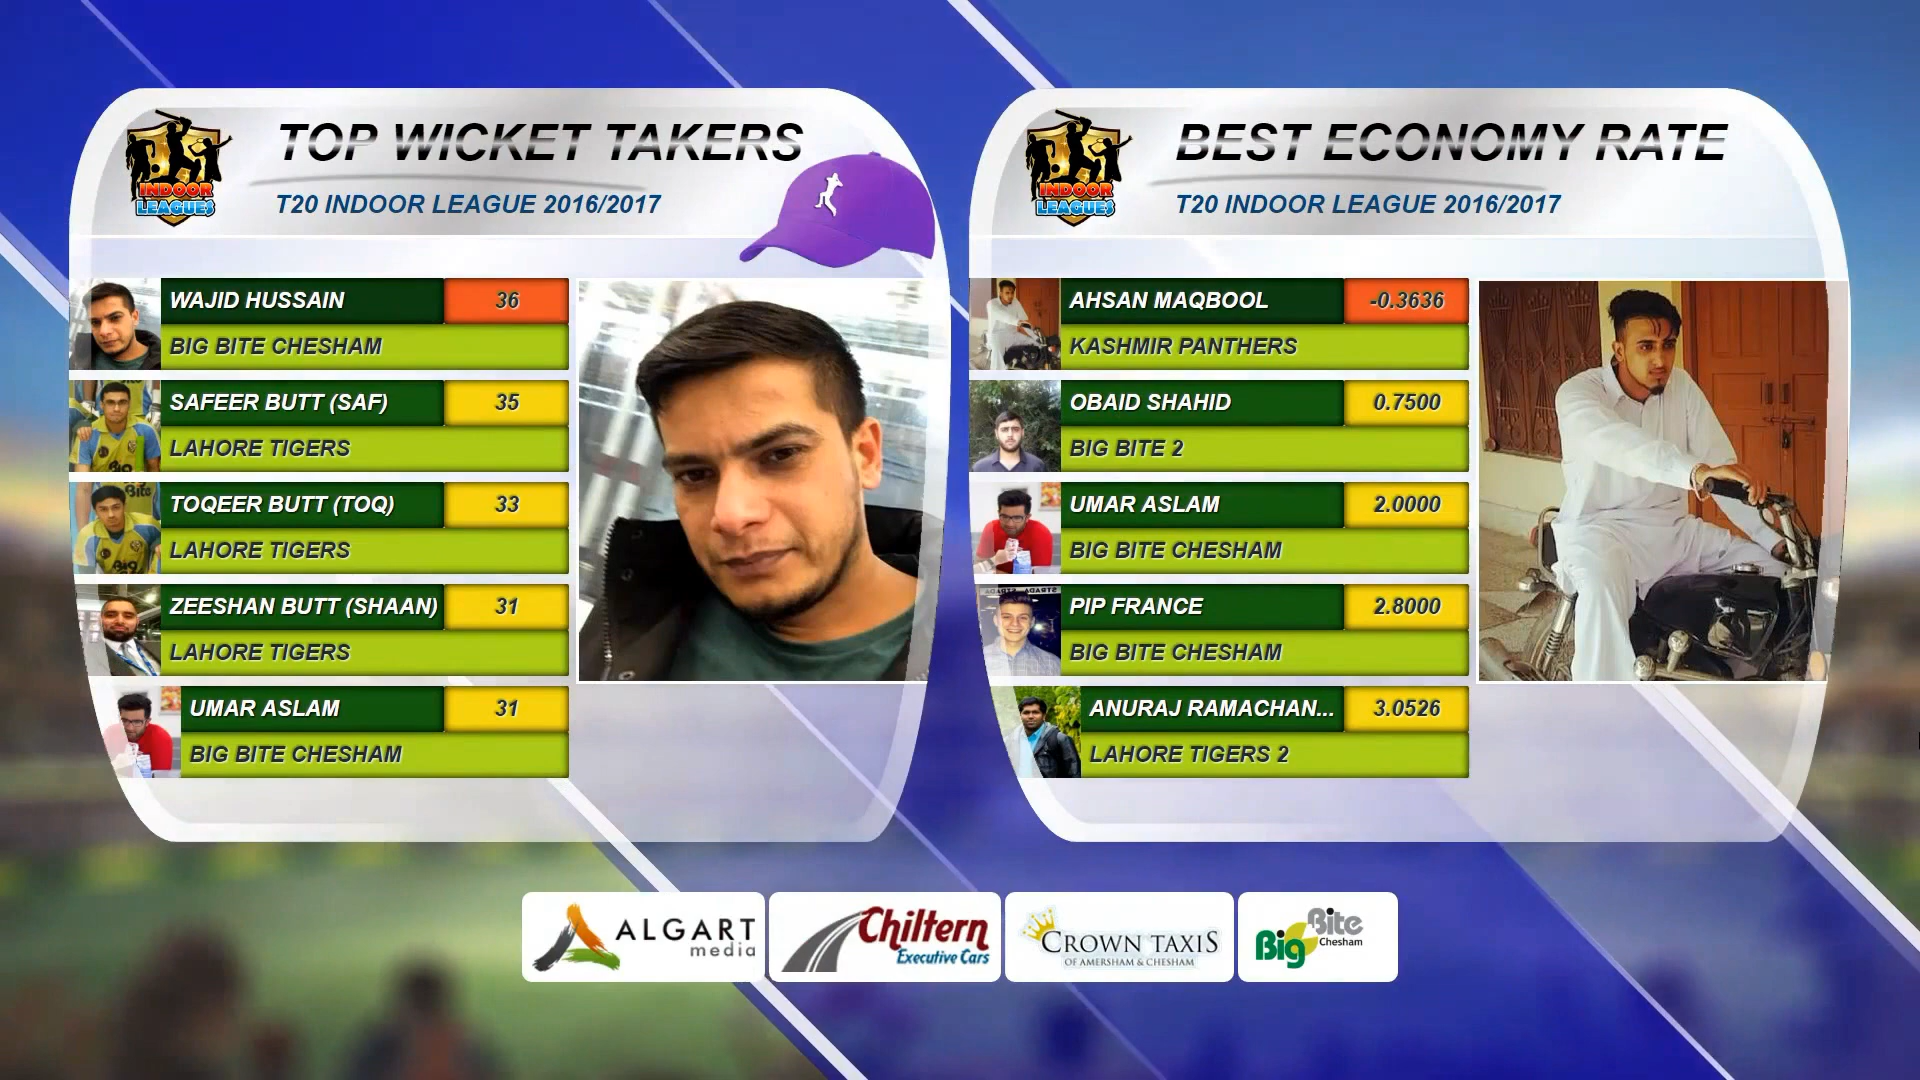 INDOOR
LEAGUES
TOP WICKET TAKERS
T20 INDOOR LEAGUE 2016/2017
WAJID HUSSAIN 36
BIG BITE CHESHAM
SAFEER BUTT (SAF) 35
LAHORE TIGERS
TOQEER BUTT (TOQ) 33
LAHORE TIGERS
ZEESHAN BUTT (SHAAN) 31
LAHORE TIGERS
UMAR ASLAM 31
BIG BITE CHESHAM
INDOOR
LEAGUES
BEST ECONOMY RATE
T20 INDOOR LEAGUE 2016/2017
AHSAN MAQBOOL -0.3636
KASHMIR PANTHERS
OBAID SHAHID 0.7500
BIG BITE 2
UMAR ASLAM 2.0000
BIG BITE CHESHAM
PIP FRANCE 2.8000
BIG BITE CHESHAM
ANURAJ RAMACHAN... 3.0526
LAHORE TIGERS 2
ALGART
media
Chiltern
Executive Cars
CROWN TAXIS
OF AMERSHAM & CHESHAM
Big Bite
Chesham